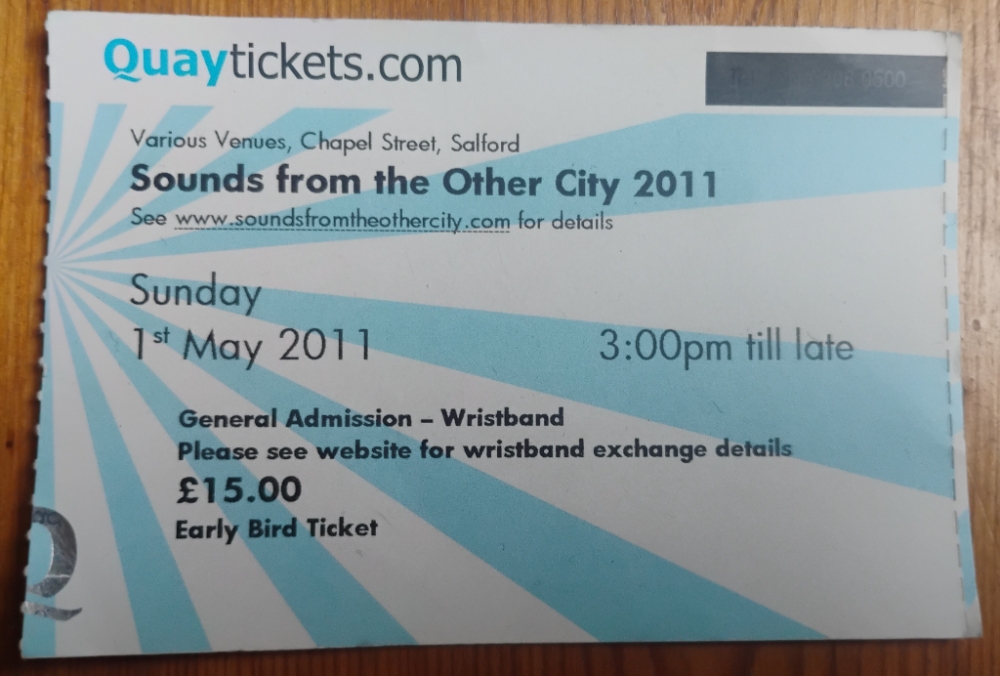 Quaytickets.com
Various Venues, Chapel Street, Salford
Sounds from the Other City 2011
See www.soundsfromtheothercity.com for details
Sunday
1st May 2011 3:00pm till late
General Admission – Wristband
Please see website for wristband exchange details
£15.00
Early Bird Ticket
Q